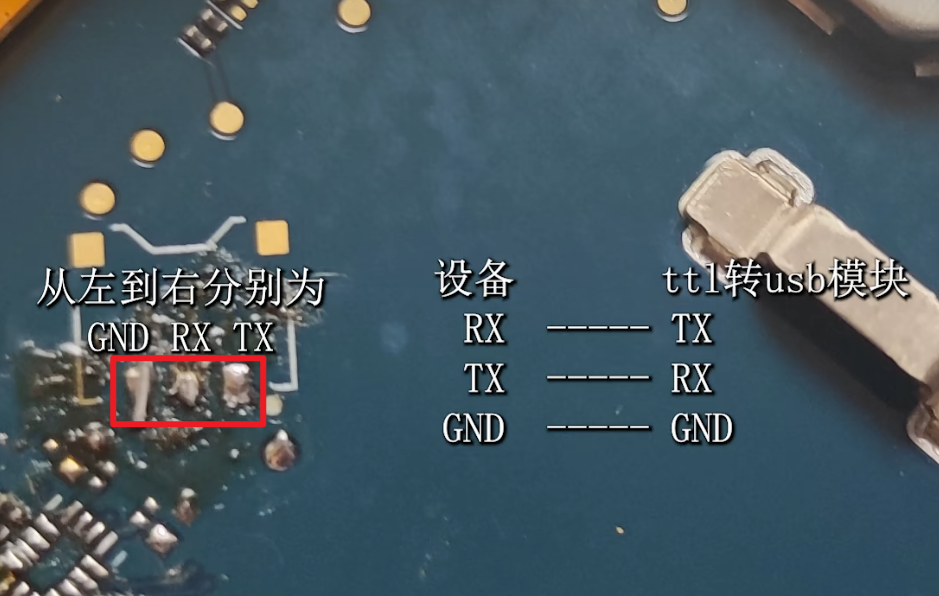 从左到右分别为
GND RX TX
设备 ttl转usb模块
RX ----- TX
TX ----- RX
GND ----- GND